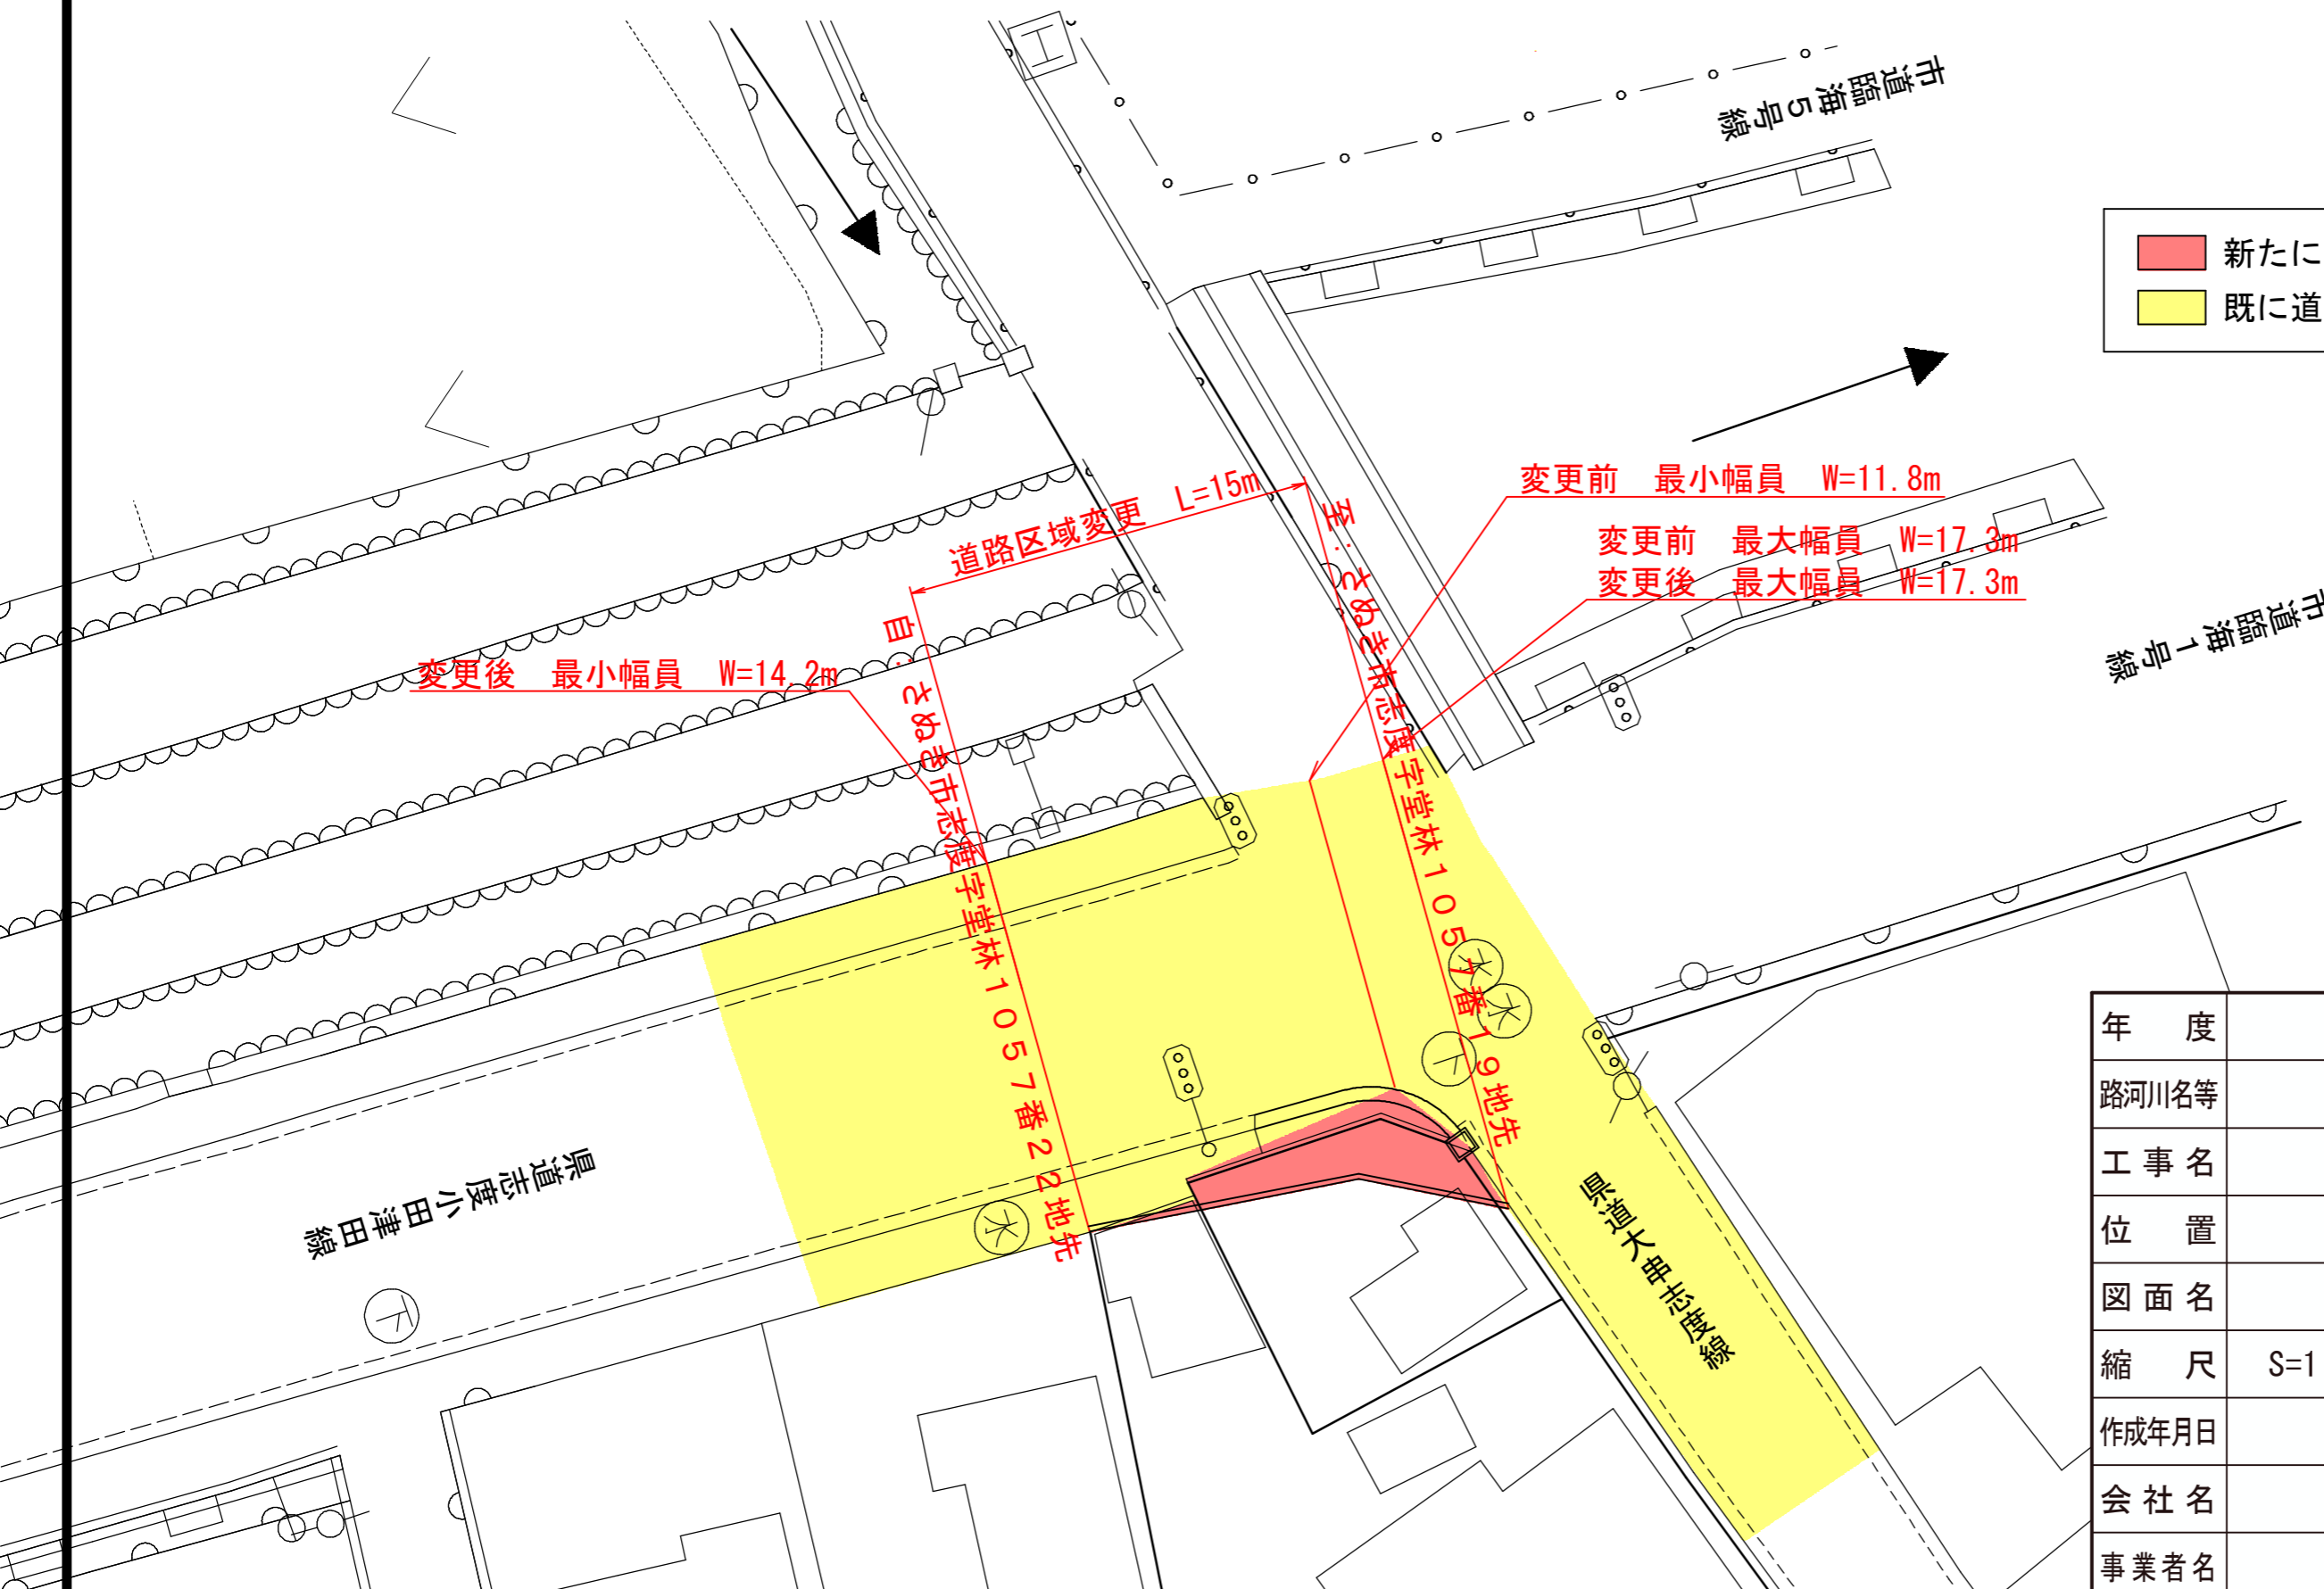 市道臨海5号線
新たに
既に道
変更前　最小幅員　W=11.8m
道路区域変更　L=15m
変更前　最大幅員　W=17.3m
変更後　最大幅員　W=17.3m
市道臨海1号線
変更後　最小幅員　W=14.2m
自：さぬき市志度字堂林１０５７番２２地先
至：さぬき市志度字堂林１０５７番１９地先
県道志度小田津田線
県道大串志度線
年　度
路河川名等
工事名
位　置
図面名
縮　尺　S=1
作成年月日
会社名
事業者名